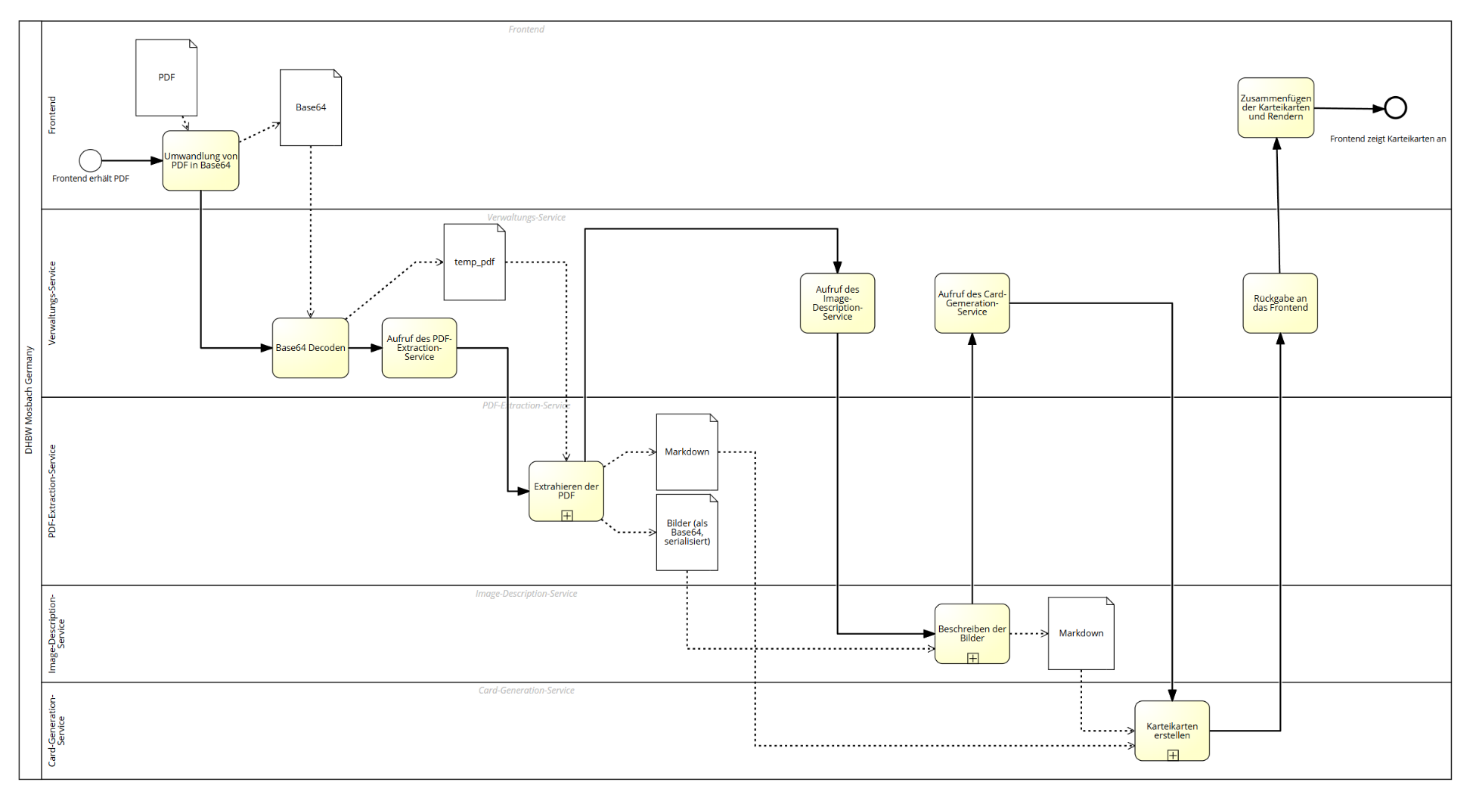 DHBW Mosbach Germany
Frontend
Frontend
PDF
Base64
Umwandlung von
PDF in Base64
Frontend erhält PDF
Zusammenfügen
der Karteikarten
und Rendern
Frontend zeigt Karteikarten an
Verwaltungs-Service
Verwaltungs-Service
temp_pdf
Base64 Decoden
Aufruf des PDF-
Extraction-
Service
Aufruf des
Image-
Description-
Service
Aufruf des Card-
Gemeration-
Service
Rückgabe an
das Frontend
PDF-Extraction-Service
PDF-Extraction-Service
Extrahieren der
PDF
Markdown
Bilder (als
Base64,
serialisiert)
Image-Description-
Service
Image-Description-Service
Beschreiben der
Bilder
Markdown
Card-Generation-
Service
Card-Generation-Service
Karteikarten
erstellen